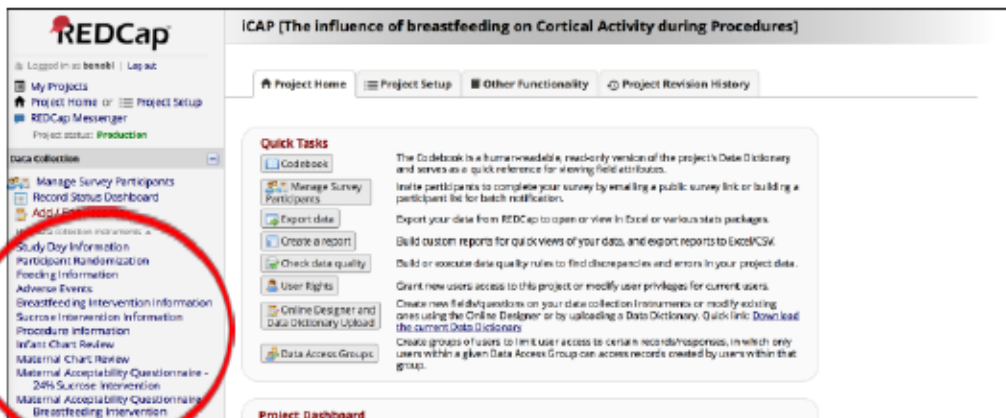 REDCap
iCAP [The influence of breastfeeding on Cortical Activity during Procedures]
Logged in as benobl | Log out
My Projects
Project Home or Project Setup
REDCap Messenger
Project status: Production
Data Collection
Manage Survey Participants
Record Status Dashboard
Add /
Data Collection Instruments
Study Day Information
Participant Randomization
Feeding Information
Adverse Events
Breastfeeding Intervention Information
Sucrose Intervention Information
Procedure Information
Infant Chart Review
Maternal Chart Review
Maternal Acceptability Questionnaire -
24% Sucrose Intervention
Maternal Acceptability Questionnaire
Breastfeeding Intervention
Project Home
Project Setup
Other Functionality
Project Revision History
Quick Tasks
Codebook
The Codebook is a human-readable, read-only version of the project's Data Dictionary
and serves as a quick reference for viewing field attributes.
Manage Survey
Participants
Invite participants to complete your survey by emailing a public survey link or building a
participant list for batch notification.
Export data
Export your data from REDCap to open or view in Excel or various stats packages.
Create a report
Build custom reports for quick views of your data, and export reports to Excel/CSV.
Check data quality
Build or execute data quality rules to find discrepancies and errors in your project data.
User Rights
Grant new users access to this project or modify user privileges for current users.
Online Designer and
Data Dictionary Upload
Create new fields/questions on your data collection instruments or modify existing
ones using the Online Designer or by uploading a Data Dictionary. Quick link: Download
the current Data Dictionary
Data Access Groups
Create groups of users to limit user access to certain records/responses, in which only
users within a given Data Access Group can access records created by users within that
group.
Project Dashboard